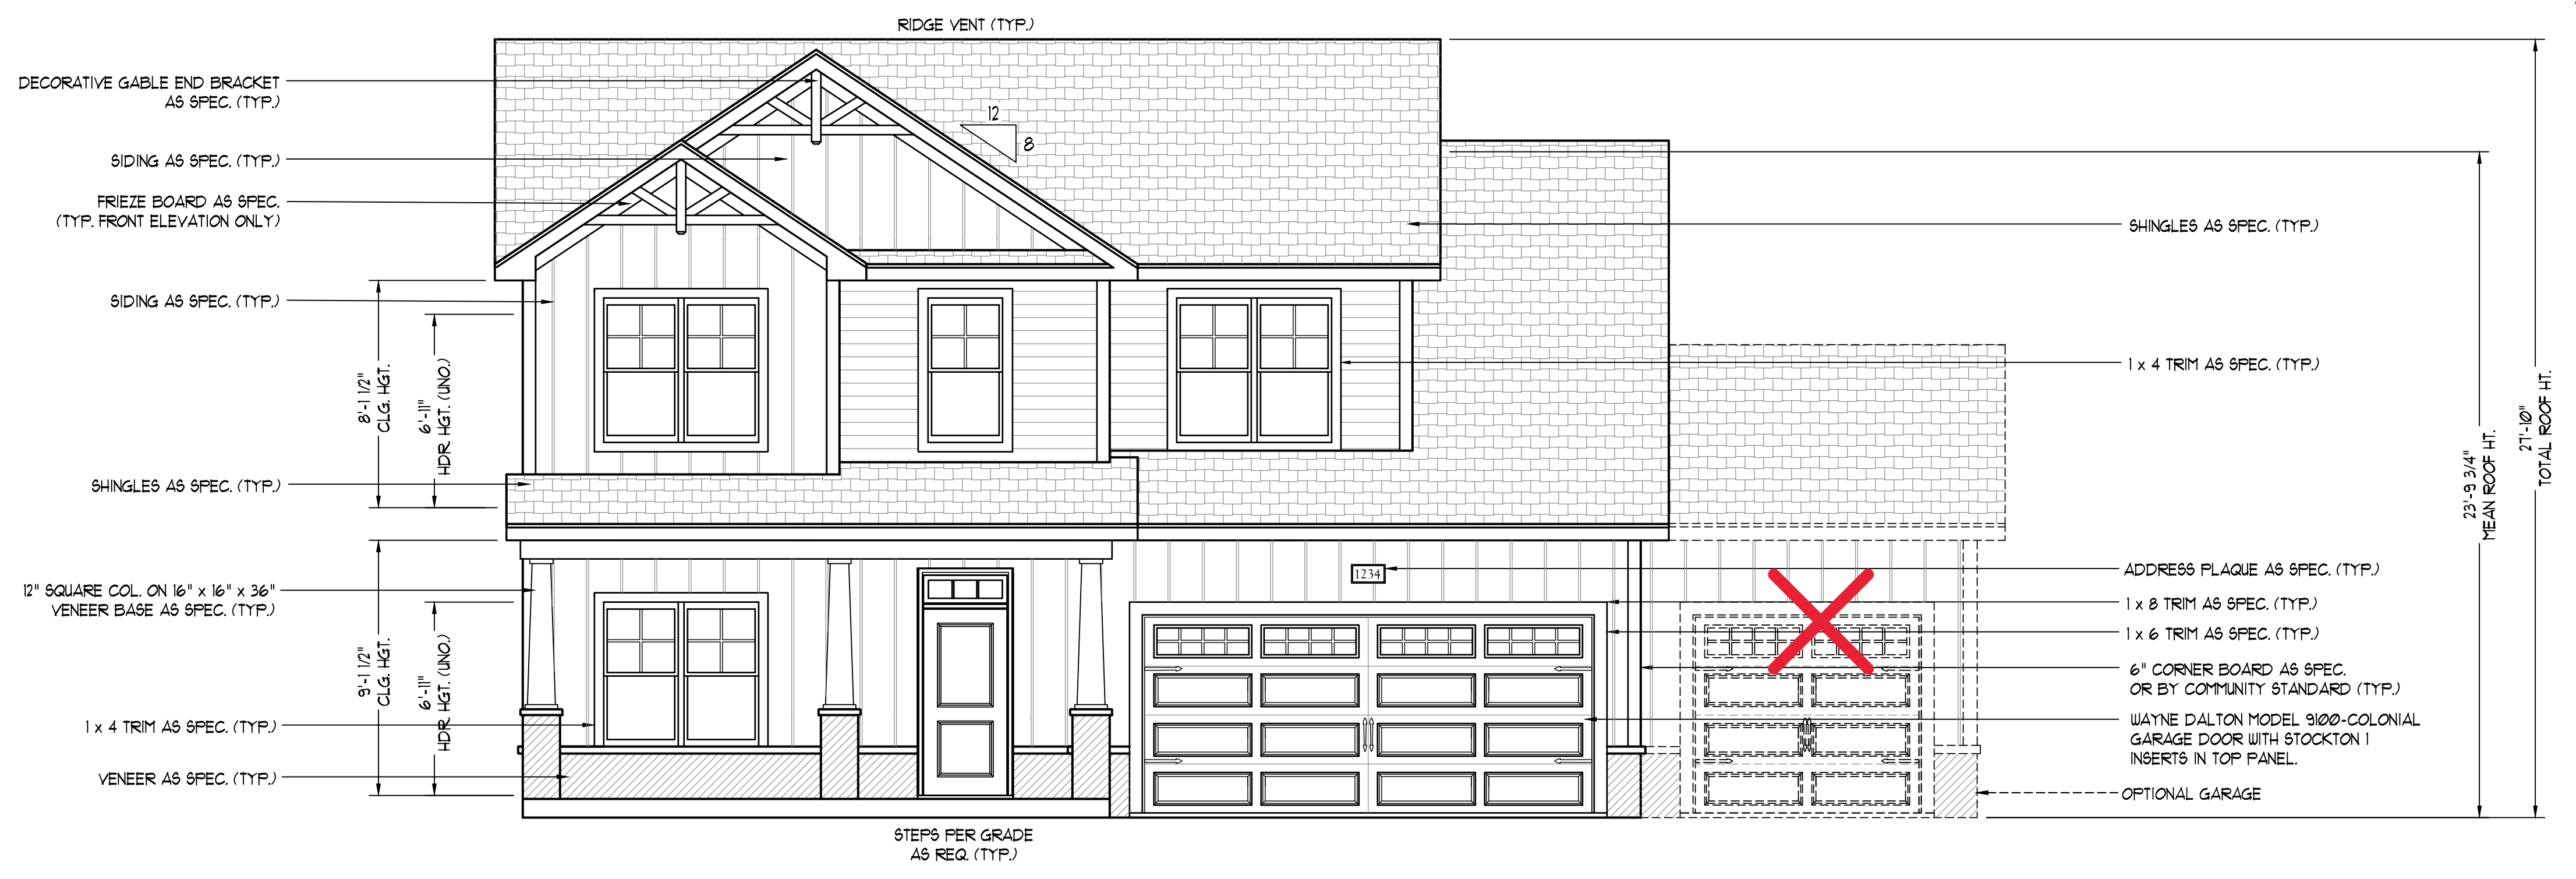 RIDGE VENT (TYP.)
DECORATIVE GABLE END BRACKET
AS SPEC. (TYP.)
12
8
SIDING AS SPEC. (TYP.)
FRIEZE BOARD AS SPEC.
(TYP. FRONT ELEVATION ONLY)
SHINGLES AS SPEC. (TYP.)
SIDING AS SPEC. (TYP.)
1 x 4 TRIM AS SPEC. (TYP.)
8'-1 1/2"
CLG. HGT.
6'-11"
HDR. HGT. (UNO.)
27'-10"
TOTAL ROOF HT.
23'-9 3/4"
MEAN ROOF HT.
SHINGLES AS SPEC. (TYP.)
1234
ADDRESS PLAQUE AS SPEC. (TYP.)
12" SQUARE COL. ON 16" x 16" x 36"
VENEER BASE AS SPEC. (TYP.)
1 x 8 TRIM AS SPEC. (TYP.)
1 x 6 TRIM AS SPEC. (TYP.)
9'-1 1/2"
CLG. HGT.
6'-11"
HDR. HGT. (UNO.)
6" CORNER BOARD AS SPEC.
OR BY COMMUNITY STANDARD (TYP.)
1 x 4 TRIM AS SPEC. (TYP.)
WAYNE DALTON MODEL 9100-COLONIAL
GARAGE DOOR WITH STOCKTON 1
INSERTS IN TOP PANEL.
VENEER AS SPEC. (TYP.)
OPTIONAL GARAGE
STEPS PER GRADE
AS REQ. (TYP.)